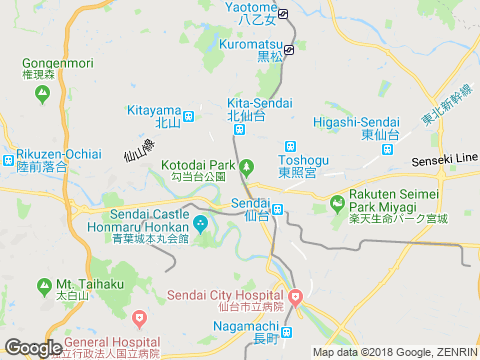 Yaotome
八乙女
Kuromatsu
黒松
Gongenmori
権現森
Kitayama
北山
Kita-Sendai
北仙台
Higashi-Sendai
東仙台
東北新幹線
仙山線
Rikuzen-Ochiai
陸前落合
Kotodai Park
勾当台公園
Toshogu
東照宮
Senseki Line
Sendai
仙台
Rakuten Seimei
Park Miyagi
楽天生命パーク宮城
Sendai Castle
Honmaru Honkan
青葉城本丸会館
Mt. Taihaku
太白山
Sendai City Hospital
仙台市立病院
General Hospital
国立行政法人国立病院
Nagamachi
長町
Google
Map data ©2018 Google, ZENRIN